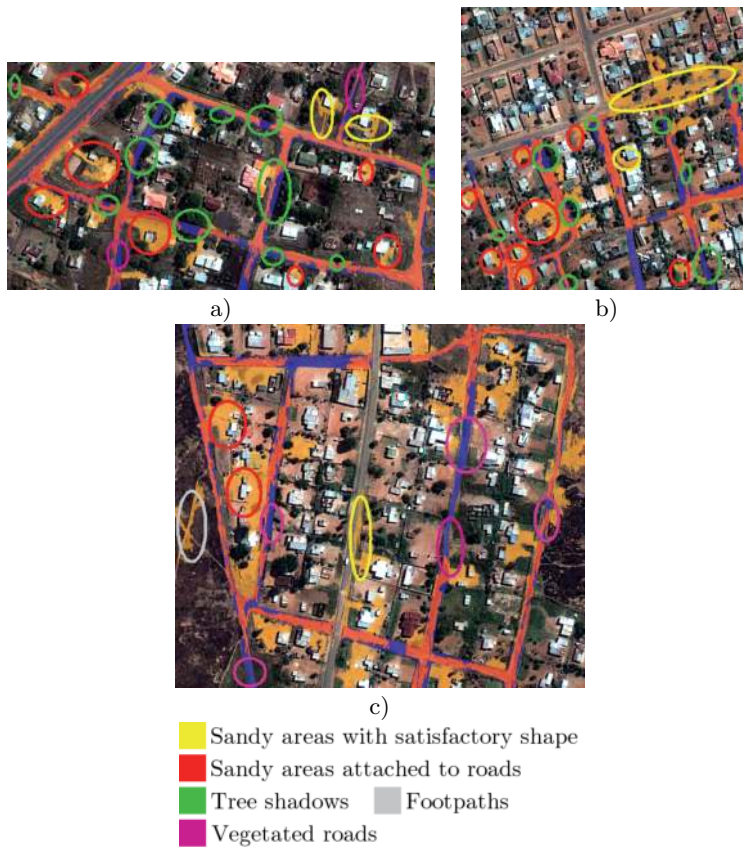 a)
b)
c)
Sandy areas with satisfactory shape
Sandy areas attached to roads
Tree shadows Footpaths
Vegetated roads